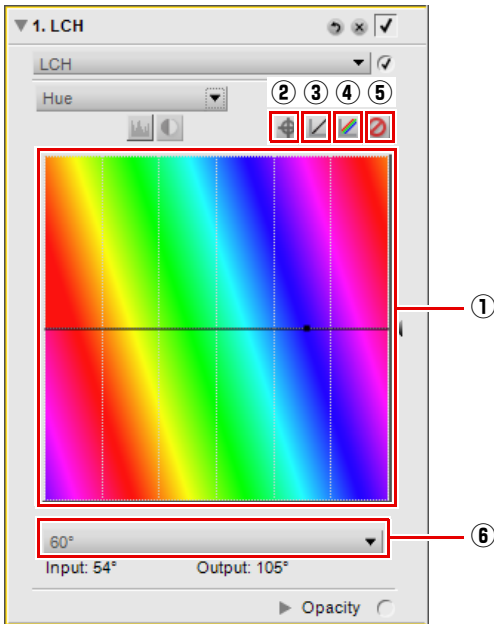 1. LCH
LCH
Hue
② ③ ④ ⑤
①
60°
⑥
Input: 54° Output: 105°
Opacity